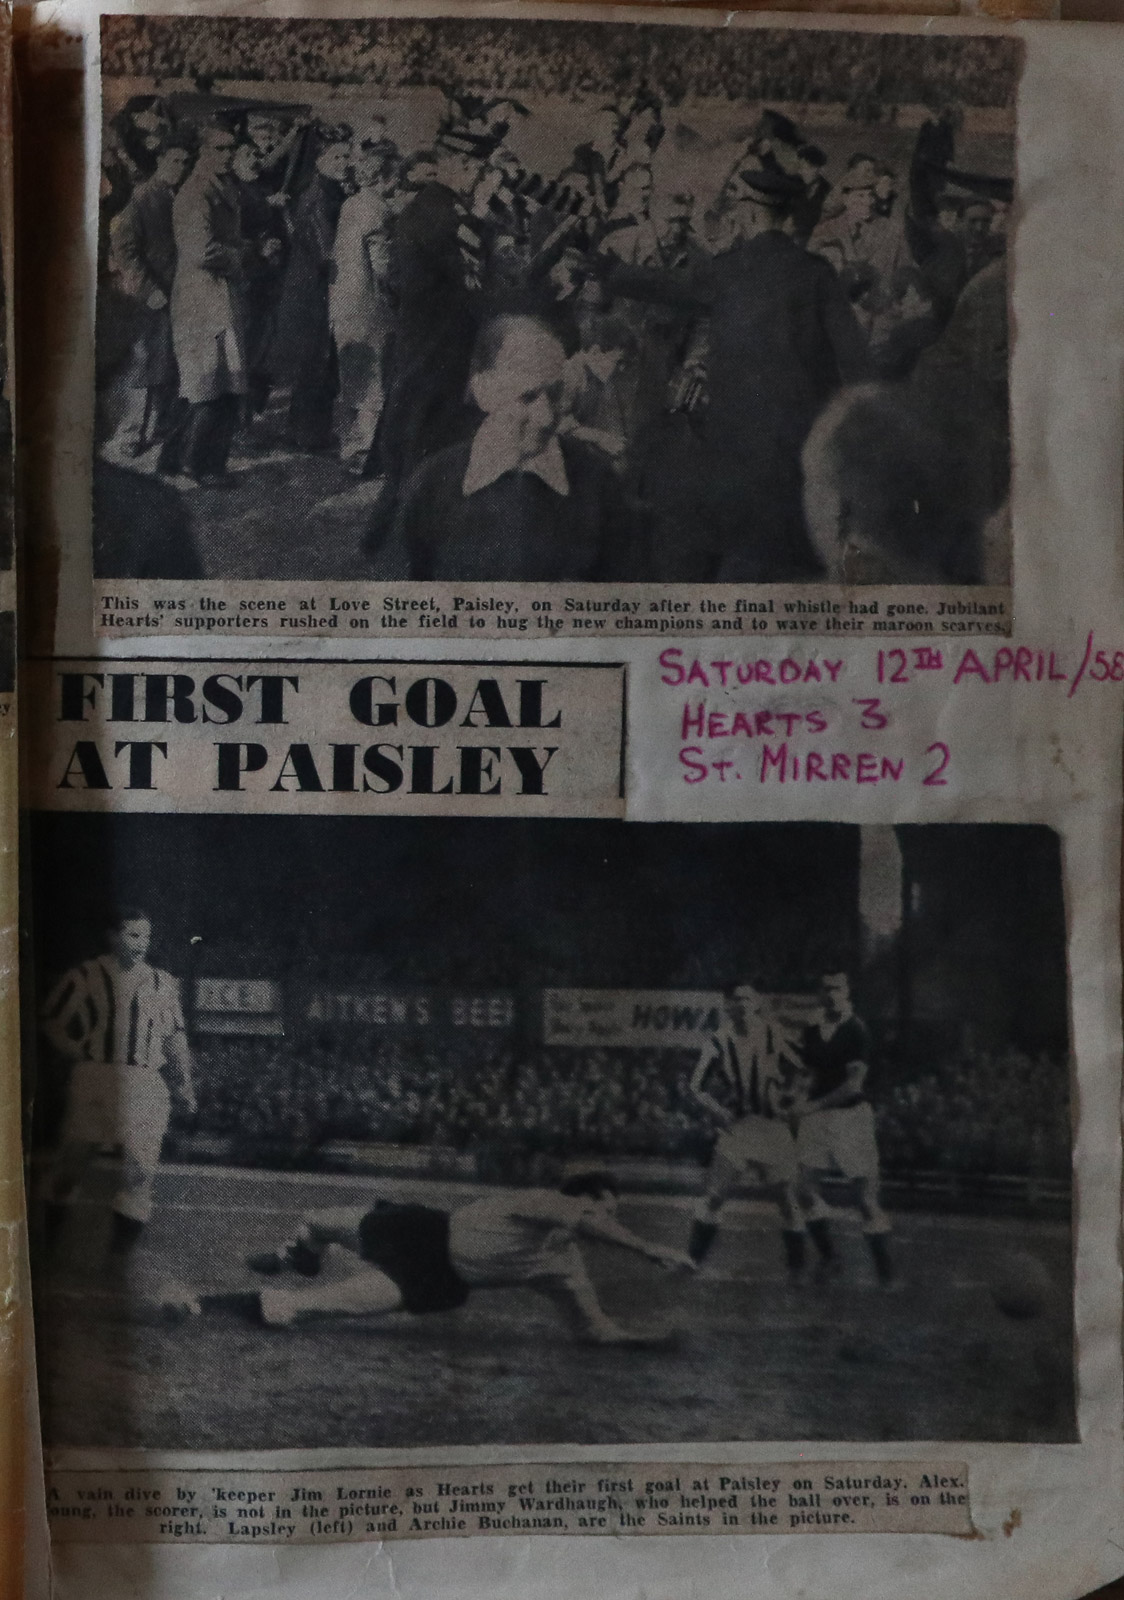 This was the scene at Love Street, Paisley, on Saturday after the final whistle had gone. Jubilant
Hearts' supporters rushed on the field to hug the new champions and to wave their maroon scarves.
FIRST GOAL
AT PAISLEY
SATURDAY 12TH APRIL/58
HEARTS 3
ST. MIRREN 2
AITKEN'S BEE
HOWA
A vain dive by 'keeper Jim Lornie as Hearts get their first goal at Paisley on Saturday. Alex.
oung, the scorer, is not in the picture, but Jimmy Wardhaugh, who helped the ball over, is on the
right. Lapsley (left) and Archie Buchanan, are the Saints in the picture.